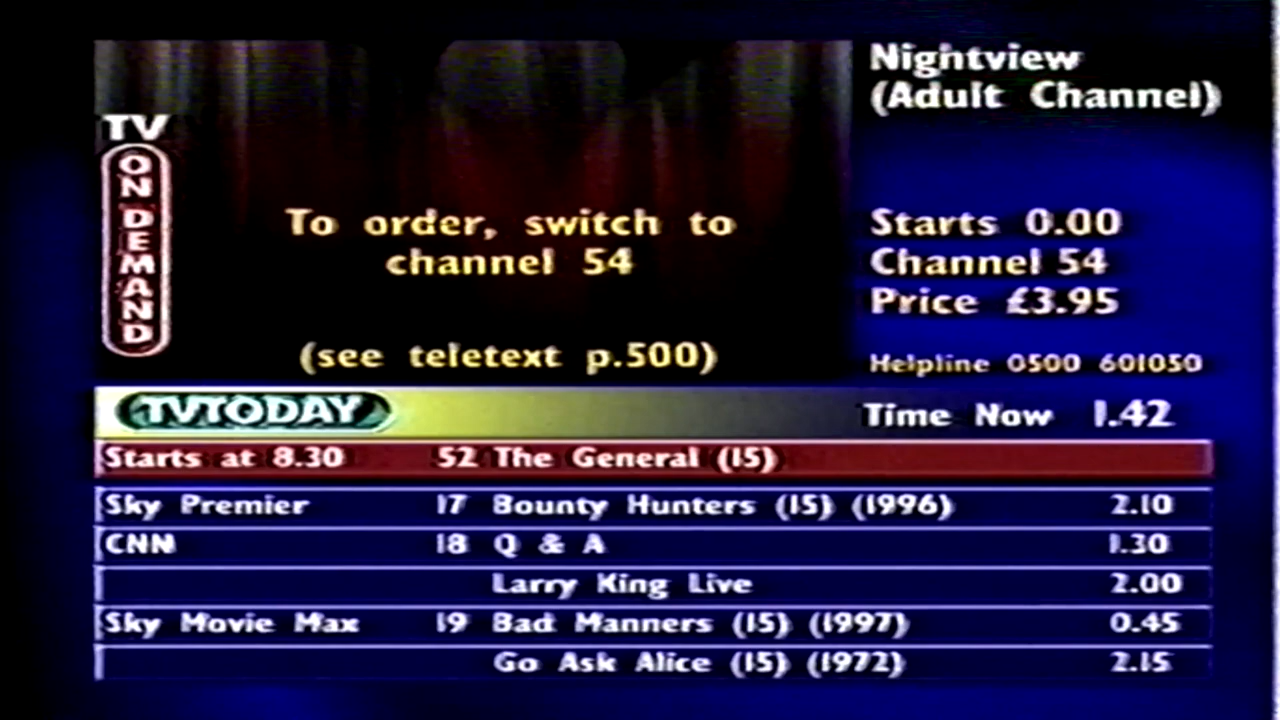 Nightview
(Adult Channel)
TV
ON DEMAND
To order, switch to
channel 54
(see teletext p.500)
Starts 0.00
Channel 54
Price £3.95
Helpline 0500 601050
TVTODAY Time Now 1.42
Starts at 8.30 52 The General (15)
Sky Premier 17 Bounty Hunters (15) (1996) 2.10
CNN 18 Q & A 1.30
Larry King Live 2.00
Sky Movie Max 19 Bad Manners (15) (1997) 0.45
Go Ask Alice (15) (1972) 2.15